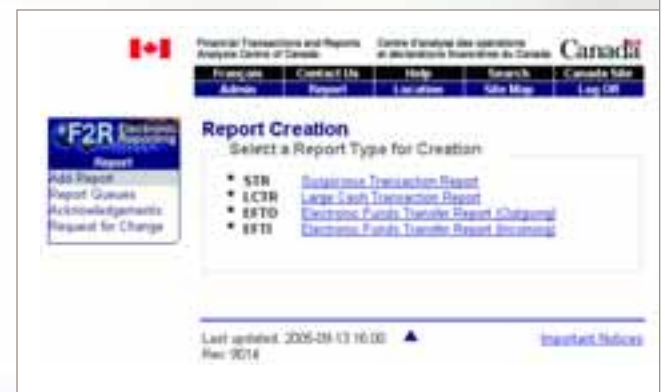 Financial Transactions and Reports
Analysis Centre of Canada
Centre d'analyse des opérations
et déclarations financières du Canada
Canada
Français Contact Us Help Search Canada Site
Admin Report Location Site Map Log Off
F2R Electronic
Reporting
Report
Add Report
Report Queues
Acknowledgements
Request for Change
Report Creation
Select a Report Type for Creation
STR Suspicious Transaction Report
LCTR Large Cash Transaction Report
EFTO Electronic Funds Transfer Report (Outgoing)
EFTI Electronic Funds Transfer Report (Incoming)
Last updated: 2005-09-13 16:00
Important Notices
Rev: 9014